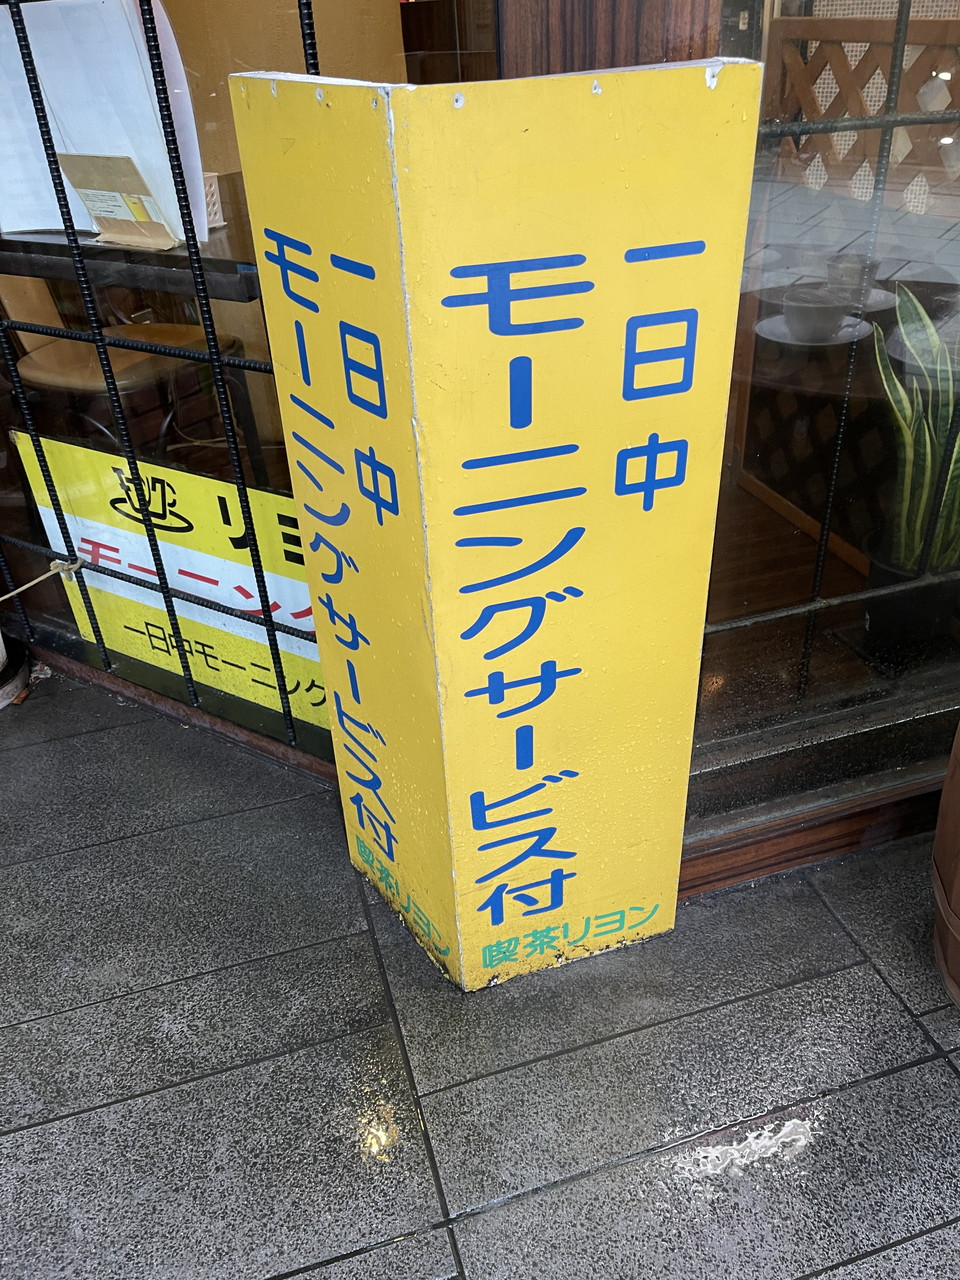 一日中
モーニングサービス付
喫茶リヨン
一日中
モーニングサービス付
喫茶リヨン
リヨ
モーニン
一日中モーニング